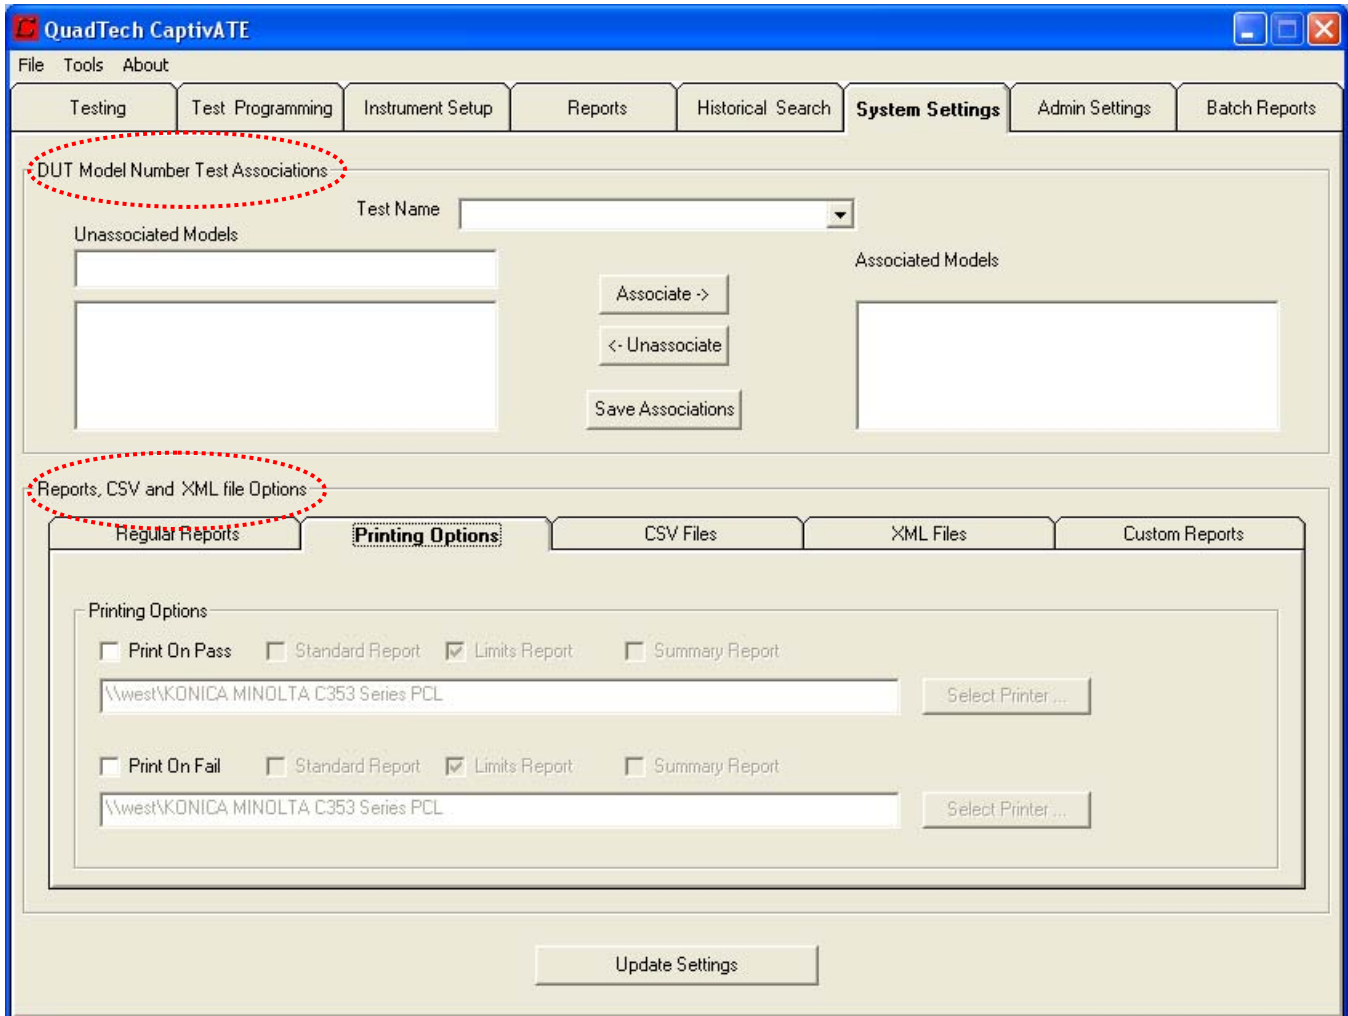 QuadTech CaptivATE
File Tools About
Testing Test Programming Instrument Setup Reports Historical Search System Settings Admin Settings Batch Reports
DUT Model Number Test Associations
Test Name
Unassociated Models
Associated Models
Associate ->
<- Unassociate
Save Associations
Reports, CSV and XML file Options
Regular Reports Printing Options CSV Files XML Files Custom Reports
Printing Options
Print On Pass Standard Report Limits Report Summary Report
\\west\KONICA MINOLTA C353 Series PCL Select Printer ...
Print On Fail Standard Report Limits Report Summary Report
\\west\KONICA MINOLTA C353 Series PCL Select Printer ...
Update Settings